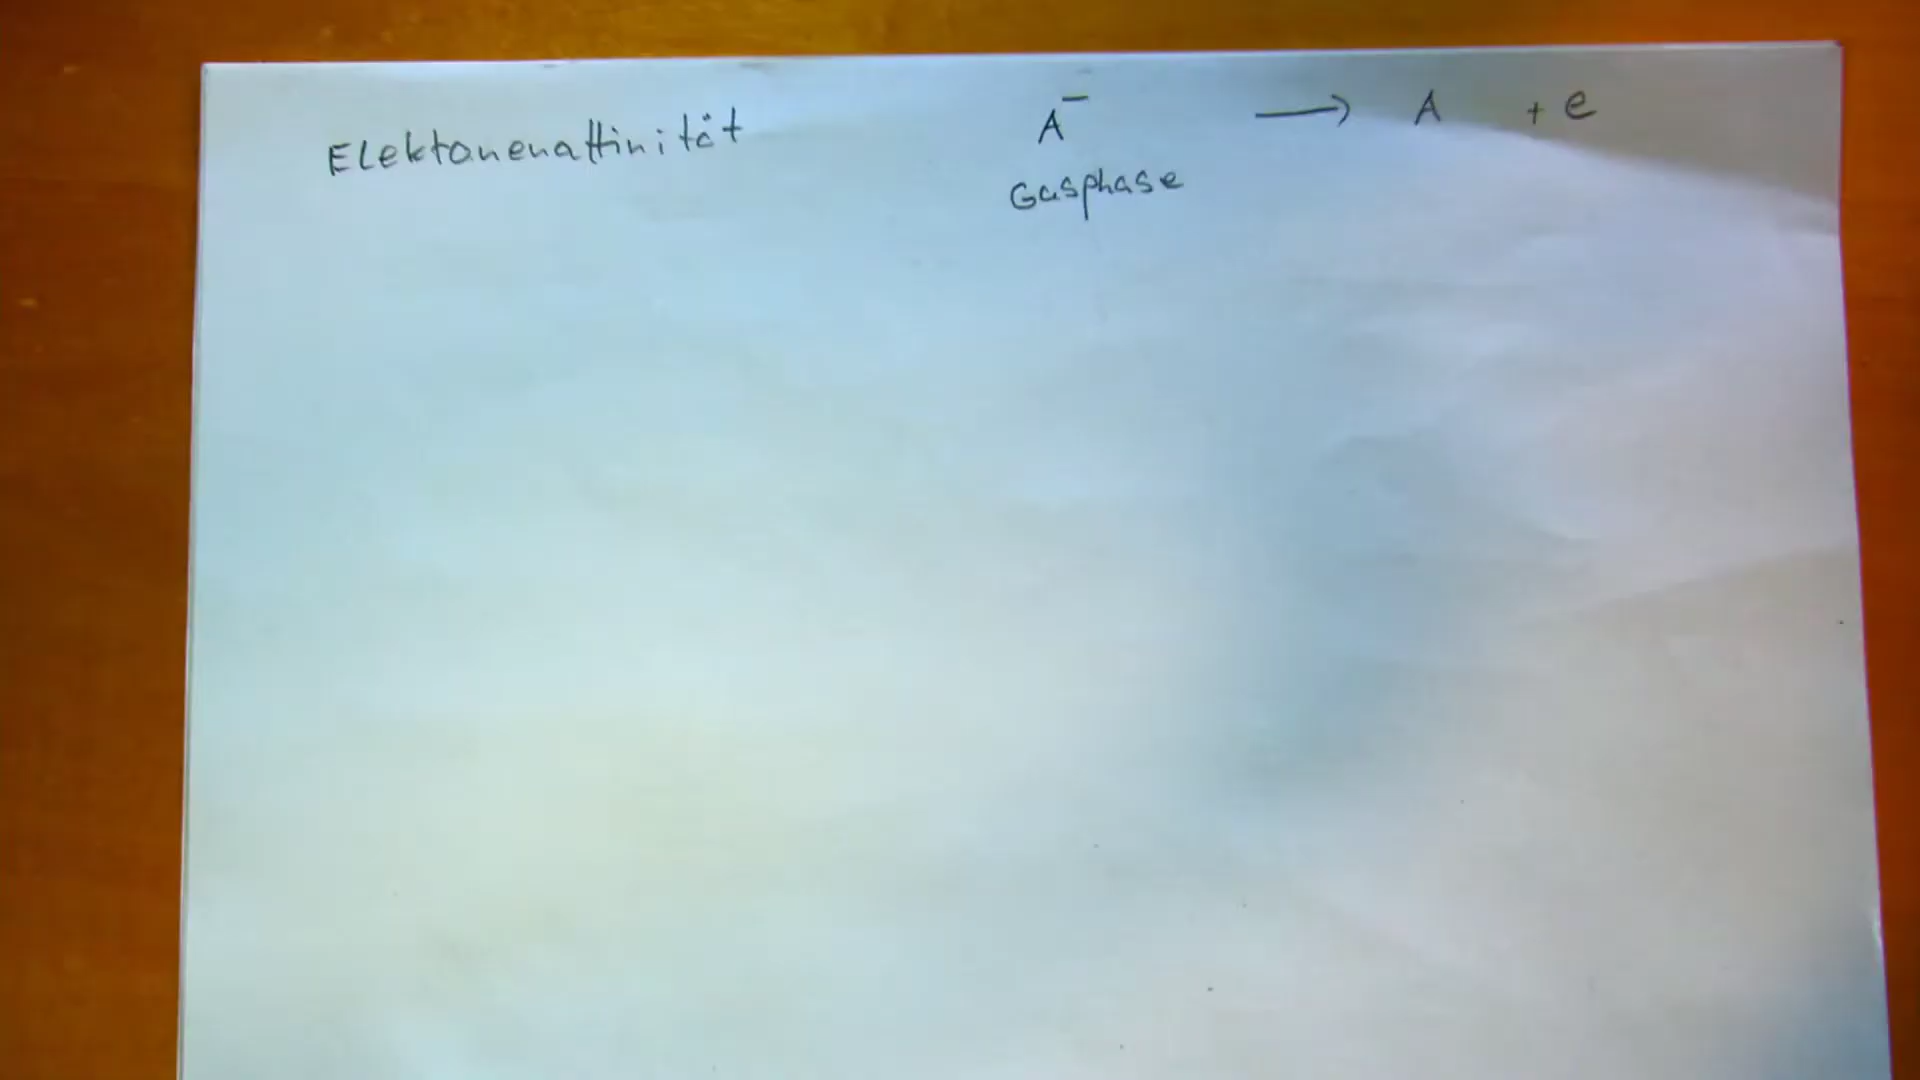 Elektonenaffinität A⁻ ⟶ A + e
Gasphase